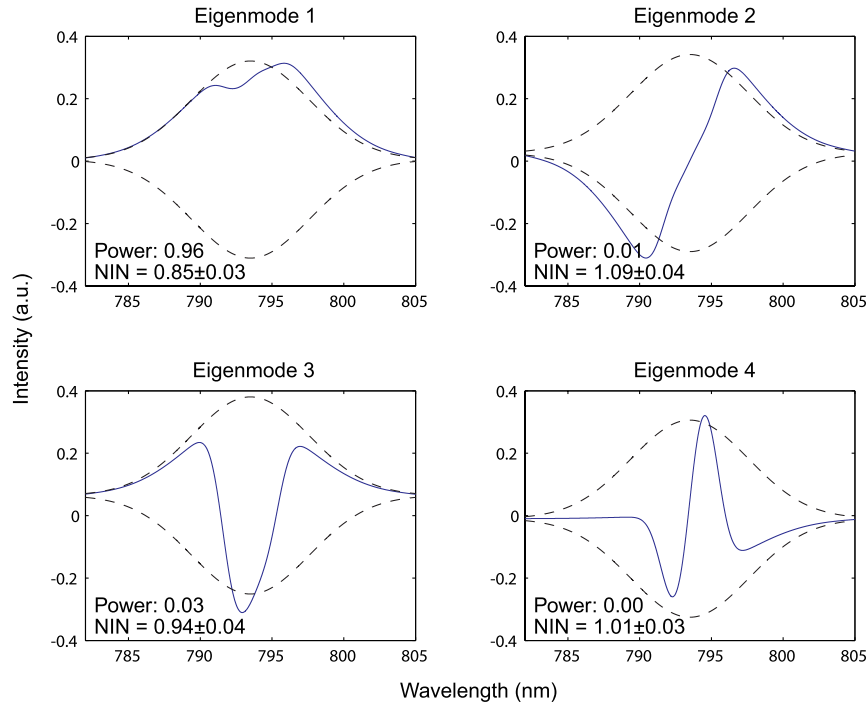 Eigenmode 1
0.4
0.2
0
-0.2
-0.4
Power: 0.96
NIN = 0.85±0.03
785 790 795 800 805
Eigenmode 2
0.4
0.2
0
-0.2
-0.4
Power: 0.01
NIN = 1.09±0.04
785 790 795 800 805
Intensity (a.u.)
Eigenmode 3
0.4
0.2
0
-0.2
-0.4
Power: 0.03
NIN = 0.94±0.04
785 790 795 800 805
Eigenmode 4
0.4
0.2
0
-0.2
-0.4
Power: 0.00
NIN = 1.01±0.03
785 790 795 800 805
Wavelength (nm)